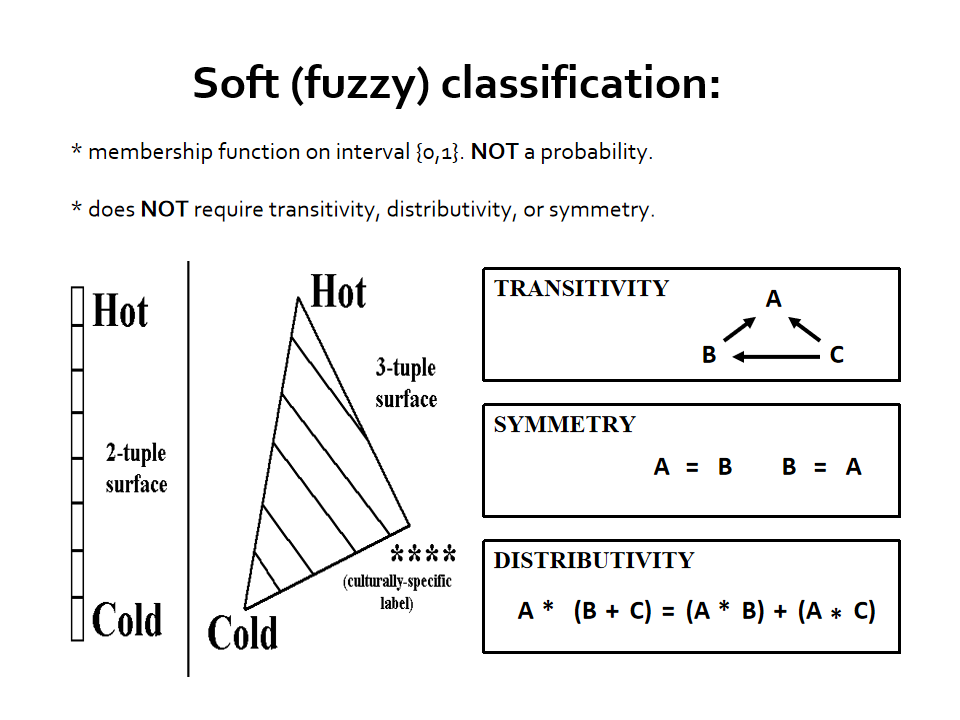 Soft (fuzzy) classification:
* membership function on interval {0,1}. NOT a probability.
* does NOT require transitivity, distributivity, or symmetry.
Hot
2-tuple
surface
Cold
Hot
3-tuple
surface
****
(culturally-specific
label)
Cold
TRANSITIVITY
A
B C
SYMMETRY
A = B B = A
DISTRIBUTIVITY
A * (B + C) = (A * B) + (A * C)